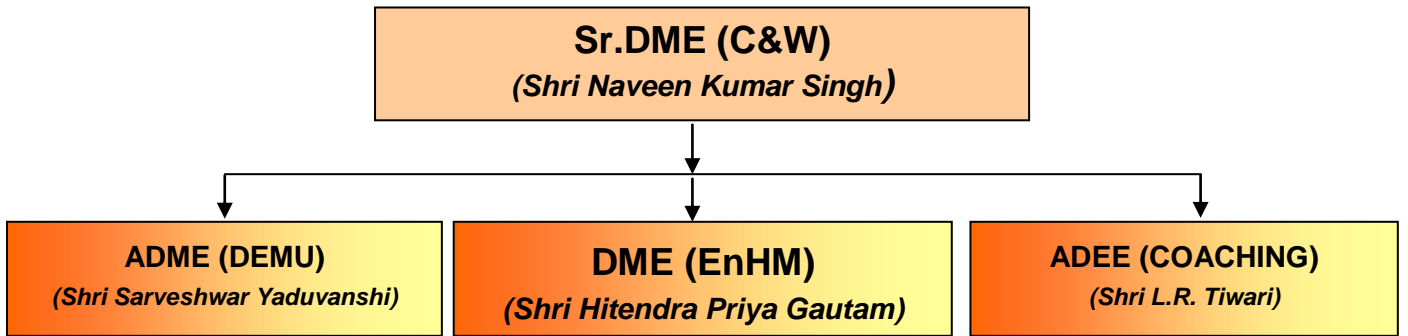 Sr.DME (C&W)
(Shri Naveen Kumar Singh)
ADME (DEMU)
(Shri Sarveshwar Yaduvanshi)
DME (EnHM)
(Shri Hitendra Priya Gautam)
ADEE (COACHING)
(Shri L.R. Tiwari)